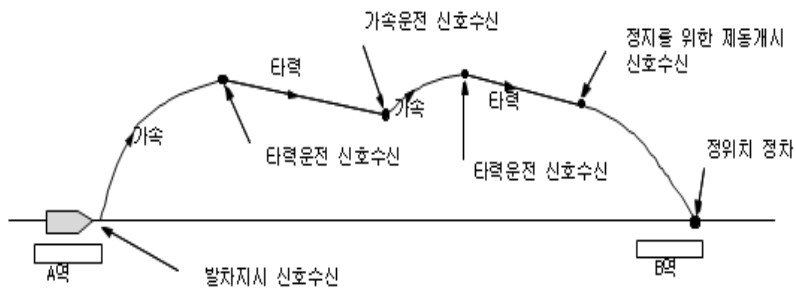 가속운전 신호수신
정지를 위한 제동개시
신호수신
타력
가속
가속
타력
타력운전 신호수신
타력운전 신호수신
정위치 정차
A역
발차지시 신호수신
B역